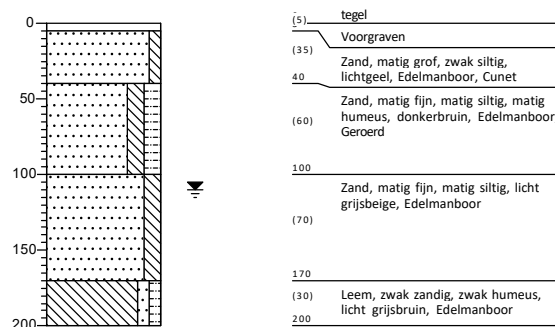 0
50
100
150
200
(5)
tegel
Voorgraven
(35)
Zand, matig grof, zwak siltig,
lichtgeel, Edelmanboor, Cunet
40
Zand, matig fijn, matig siltig, matig
humeus, donkerbruin, Edelmanboor
Geroerd
(60)
100
Zand, matig fijn, matig siltig, licht
grijsbeige, Edelmanboor
(70)
170
Leem, zwak zandig, zwak humeus,
licht grijsbruin, Edelmanboor
(30)
200